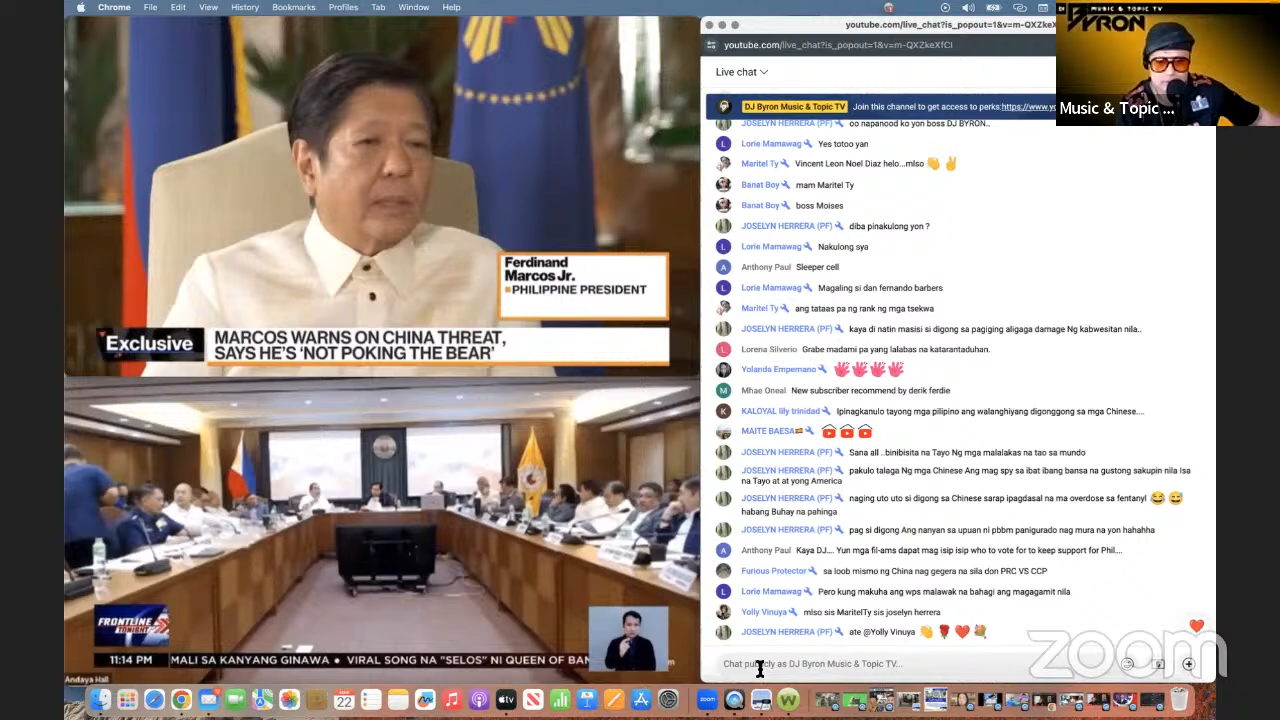 Chrome File Edit View History Bookmarks Profiles Tab Window Help
youtube.com/live_chat?is_popout=1&v=m-QXZkeX
youtube.com/live_chat?is_popout=1&v=m-QXZkeXfCI
Live chat
MUSIC & TOPIC TV
BYRON
Music & Topic ...
DJ Byron Music & Topic TV Join this channel to get access to perks:https://www.yo
JOSELYN HERRERA (PF) oo napanood ko yon boss DJ BYRON..
Lorie Mamawag Yes totoo yan
Maritel Ty Vincent Leon Noel Diaz helo...mlso
Banat Boy mam Maritel Ty
Banat Boy boss Moises
JOSELYN HERRERA (PF) diba pinakulong yon ?
Lorie Mamawag Nakulong sya
Anthony Paul Sleeper cell
Lorie Mamawag Magaling si dan fernando barbers
Maritel Ty ang tataas pa ng rank ng mga tsekwa
JOSELYN HERRERA (PF) kaya di natin masisi si digong sa pagiging aligaga damage Ng kabwesitan nila..
Lorena Silverio Grabe madami pa yang lalabas na katarantaduhan.
Yolanda Empernano
Mhae Oneal New subscriber recommend by derik ferdie
KALOYAL lily trinidad Ipinagkanulo tayong mga pilipino ang walanghiyang digonggong sa mga Chinese....
MAITE BAESA
JOSELYN HERRERA (PF) Sana all ..binibisita na Tayo Ng mga malalakas na tao sa mundo
JOSELYN HERRERA (PF) pakulo talaga Ng mga Chinese Ang mag spy sa ibat ibang bansa na gustong sakupin nila Isa
na Tayo at at yong America
JOSELYN HERRERA (PF) naging uto uto si digong sa Chinese sarap ipagdasal na ma overdose sa fentanyl
habang Buhay na pahinga
JOSELYN HERRERA (PF) pag si digong Ang nanyan sa upuan ni pbbm panigurado nag mura na yon hahahha
Anthony Paul Kaya DJ.... Yun mga fil-ams dapat mag isip isip who to vote for to keep support for Phil....
Furious Protector sa loob mismo ng China nag gegera na sila don PRC VS CCP
Lorie Mamawag Pero kung makuha ang wps malawak na bahagi ang magagamit nila
Yolly Vinuya mlso sis MaritelTy sis joselyn herrera
JOSELYN HERRERA (PF) ate @Yolly Vinuya
Chat publicly as DJ Byron Music & Topic TV...
zoom
Ferdinand
Marcos Jr.
PHILIPPINE PRESIDENT
Exclusive
MARCOS WARNS ON CHINA THREAT,
SAYS HE'S 'NOT POKING THE BEAR'
FRONTLINE
TONIGHT
11:14 PM MALI SA KANYANG GINAWA • VIRAL SONG NA "SELOS" NI QUEEN OF BAN
Andaya Hall
22